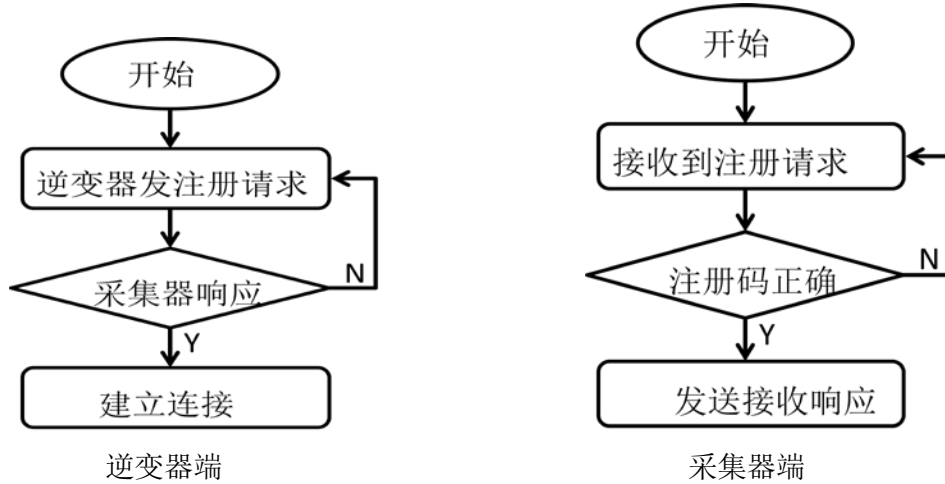 开始
逆变器发注册请求
采集器响应
N
Y
建立连接
逆变器端
开始
接收到注册请求
注册码正确
N
Y
发送接收响应
采集器端